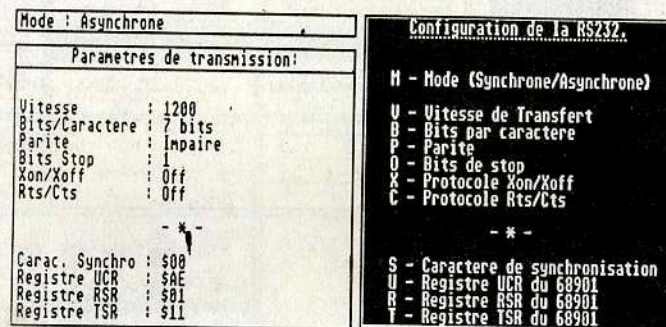 Mode : Asynchrone
Parametres de transmission:
Vitesse : 1200
Bits/Caractere : 7 bits
Parite : Impaire
Bits Stop : 1
Xon/Xoff : Off
Rts/Cts : Off
- * -
Carac. Synchro : $00
Registre UCR : $AE
Registre RSR : $01
Registre TSR : $11
Configuration de la RS232.
M - Mode (Synchrone/Asynchrone)
V - Vitesse de Transfert
B - Bits par caractere
P - Parite
O - Bits de stop
X - Protocole Xon/Xoff
C - Protocole Rts/Cts
- * -
S - Caractere de synchronisation
U - Registre UCR du 68901
R - Registre RSR du 68901
T - Registre TSR du 68901